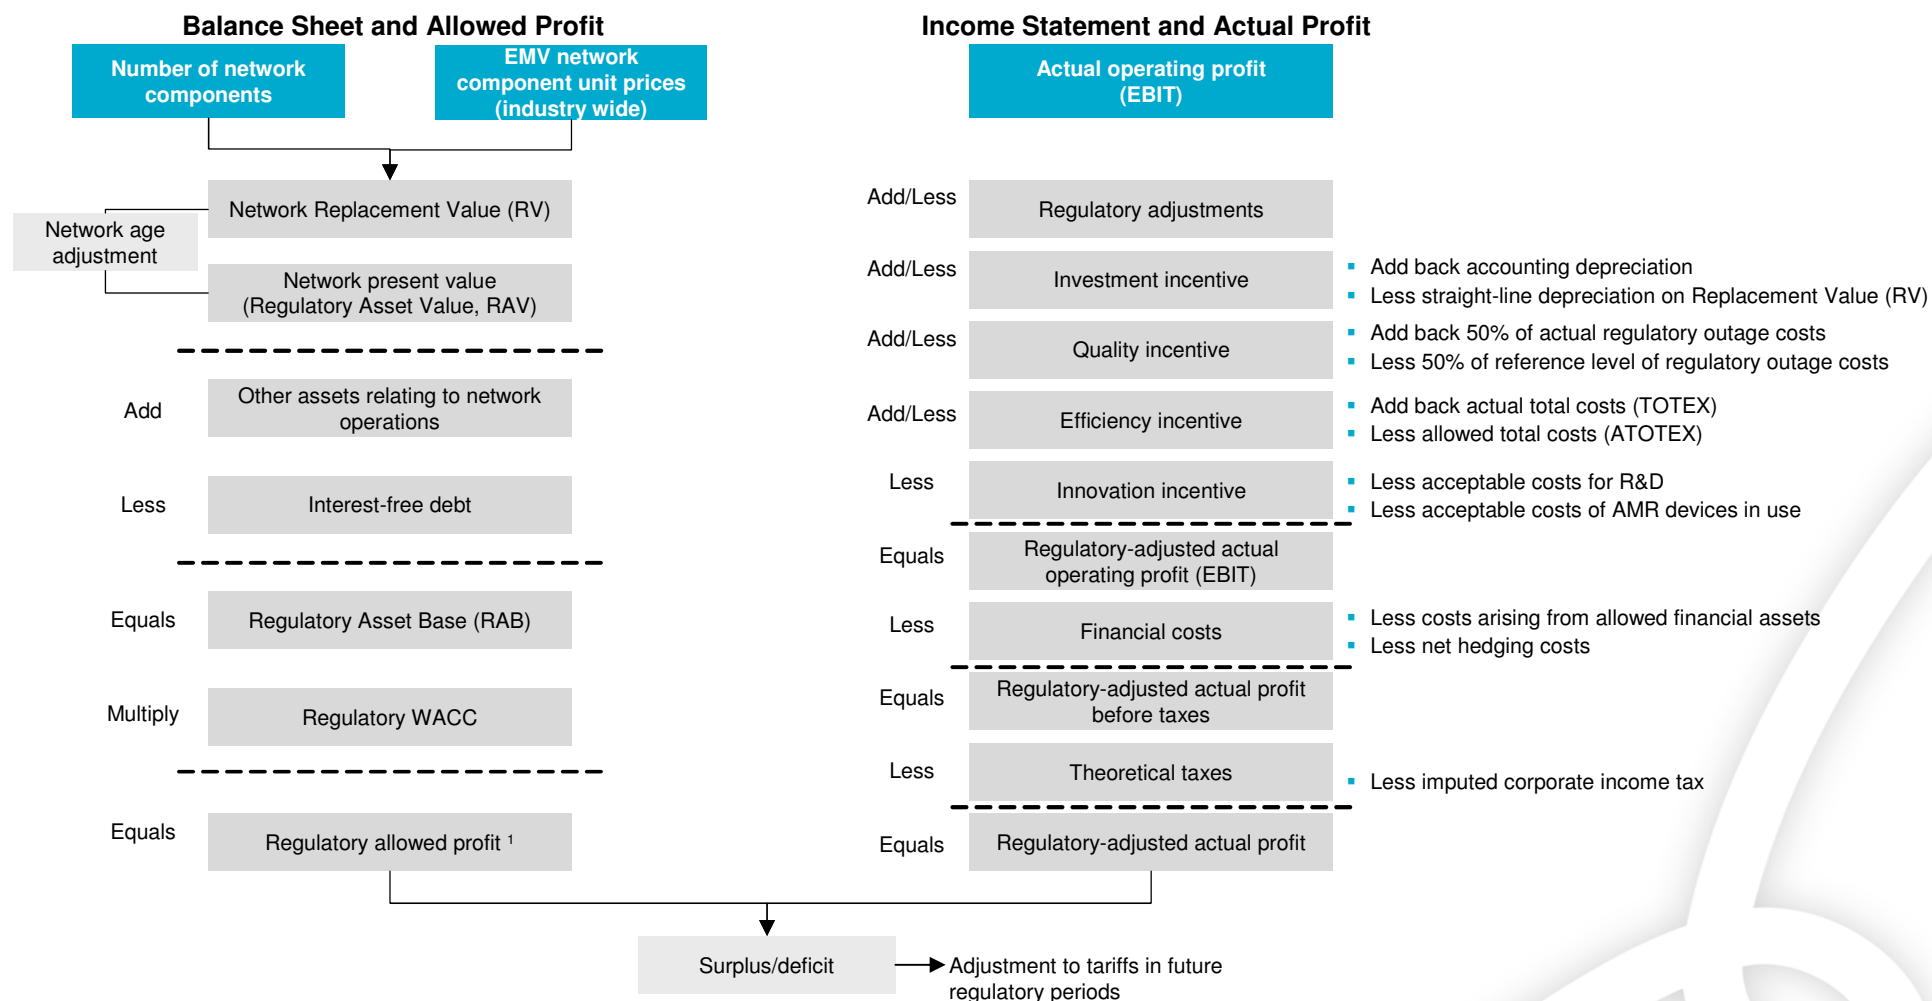 Balance Sheet and Allowed Profit
Number of network
components
EMV network
component unit prices
(industry wide)
Network Replacement Value (RV)
Network age
adjustment
Network present value
(Regulatory Asset Value, RAV)
Add
Other assets relating to network
operations
Less
Interest-free debt
Equals
Regulatory Asset Base (RAB)
Multiply
Regulatory WACC
Equals
Regulatory allowed profit ¹
Income Statement and Actual Profit
Actual operating profit
(EBIT)
Add/Less
Regulatory adjustments
Add/Less
Investment incentive
▪ Add back accounting depreciation
▪ Less straight-line depreciation on Replacement Value (RV)
Add/Less
Quality incentive
▪ Add back 50% of actual regulatory outage costs
▪ Less 50% of reference level of regulatory outage costs
Add/Less
Efficiency incentive
▪ Add back actual total costs (TOTEX)
▪ Less allowed total costs (ATOTEX)
Less
Innovation incentive
▪ Less acceptable costs for R&D
▪ Less acceptable costs of AMR devices in use
Equals
Regulatory-adjusted actual
operating profit (EBIT)
Less
Financial costs
▪ Less costs arising from allowed financial assets
▪ Less net hedging costs
Equals
Regulatory-adjusted actual profit
before taxes
Less
Theoretical taxes
▪ Less imputed corporate income tax
Equals
Regulatory-adjusted actual profit
Surplus/deficit
Adjustment to tariffs in future
regulatory periods